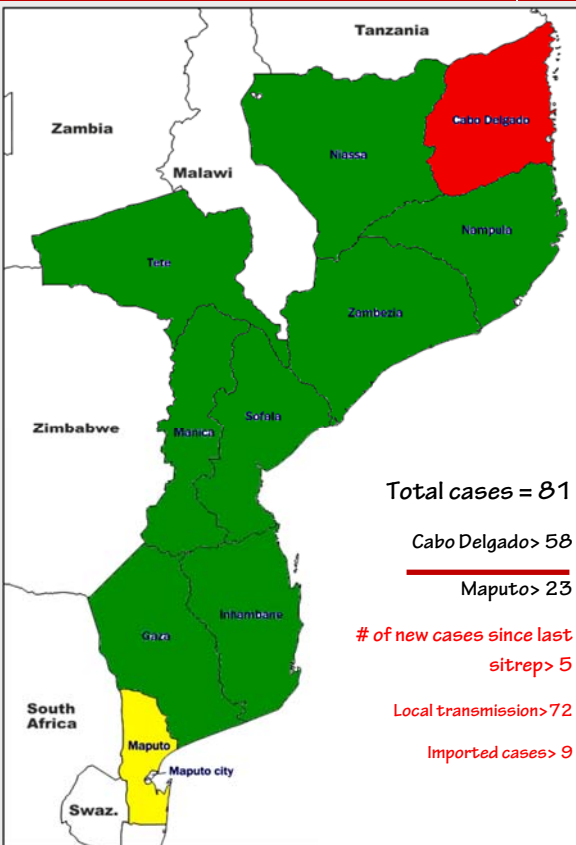 Tanzania
Cabo Delgado
Zambia
Niassa
Malawi
Nampula
Tete
Zambezia
Sofala
Zimbabwe
Manica
Total cases = 81
Cabo Delgado> 58
Maputo> 23
Inhambane
Gaza
# of new cases since last
sitrep> 5
South
Africa
Local transmission>72
Maputo
Imported cases> 9
Maputo city
Swaz.